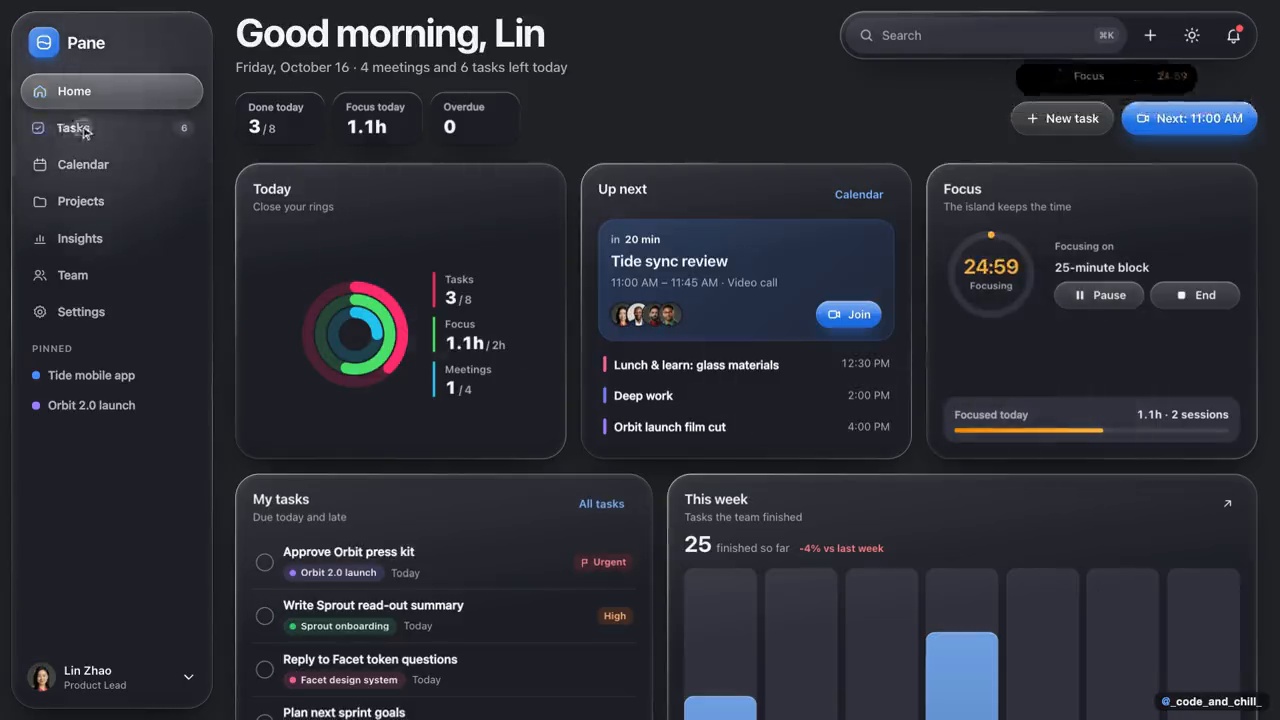 Pane
Home
Tasks 6
Calendar
Projects
Insights
Team
Settings
PINNED
Tide mobile app
Orbit 2.0 launch
Lin Zhao
Product Lead
Good morning, Lin
Friday, October 16 · 4 meetings and 6 tasks left today
Search ⌘K
Focus 24:59
Done today
3 / 8
Focus today
1.1h
Overdue
0
New task
Next: 11:00 AM
Today
Close your rings
Tasks
3 / 8
Focus
1.1h / 2h
Meetings
1 / 4
Up next
Calendar
in 20 min
Tide sync review
11:00 AM – 11:45 AM · Video call
Join
Lunch & learn: glass materials 12:30 PM
Deep work 2:00 PM
Orbit launch film cut 4:00 PM
Focus
The island keeps the time
24:59
Focusing
Focusing on
25-minute block
Pause
End
Focused today 1.1h · 2 sessions
My tasks
Due today and late
All tasks
Approve Orbit press kit
Orbit 2.0 launch Today
Urgent
Write Sprout read-out summary
Sprout onboarding Today
High
Reply to Facet token questions
Facet design system Today
Plan next sprint goals
This week
Tasks the team finished
25 finished so far -4% vs last week
@_code_and_chill_